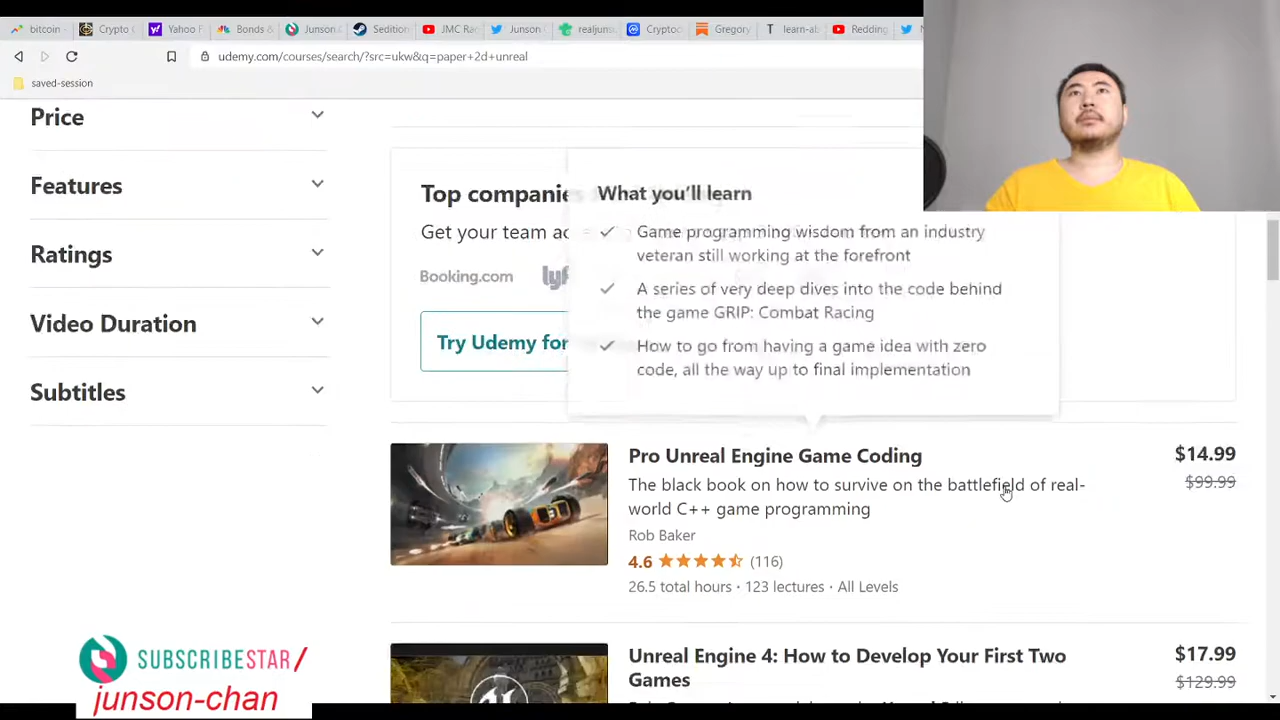 bitcoin
Crypto
Yahoo F
Bonds &
Junson
Sedition
JMC Ra
Junson
realjuns
Cryptoc
Gregory
learn-ab
Redding
udemy.com/courses/search/?src=ukw&q=paper+2d+unreal
saved-session
Price
Features
Ratings
Video Duration
Subtitles
Top companie
Get your team ac
Booking.com
lyf
Try Udemy for
What you'll learn
Game programming wisdom from an industry
veteran still working at the forefront
A series of very deep dives into the code behind
the game GRIP: Combat Racing
How to go from having a game idea with zero
code, all the way up to final implementation
Pro Unreal Engine Game Coding
$14.99
The black book on how to survive on the battlefield of real-
$99.99
world C++ game programming
Rob Baker
4.6 (116)
26.5 total hours · 123 lectures · All Levels
Unreal Engine 4: How to Develop Your First Two
Games
$17.99
$129.99
SUBSCRIBESTAR/
junson-chan